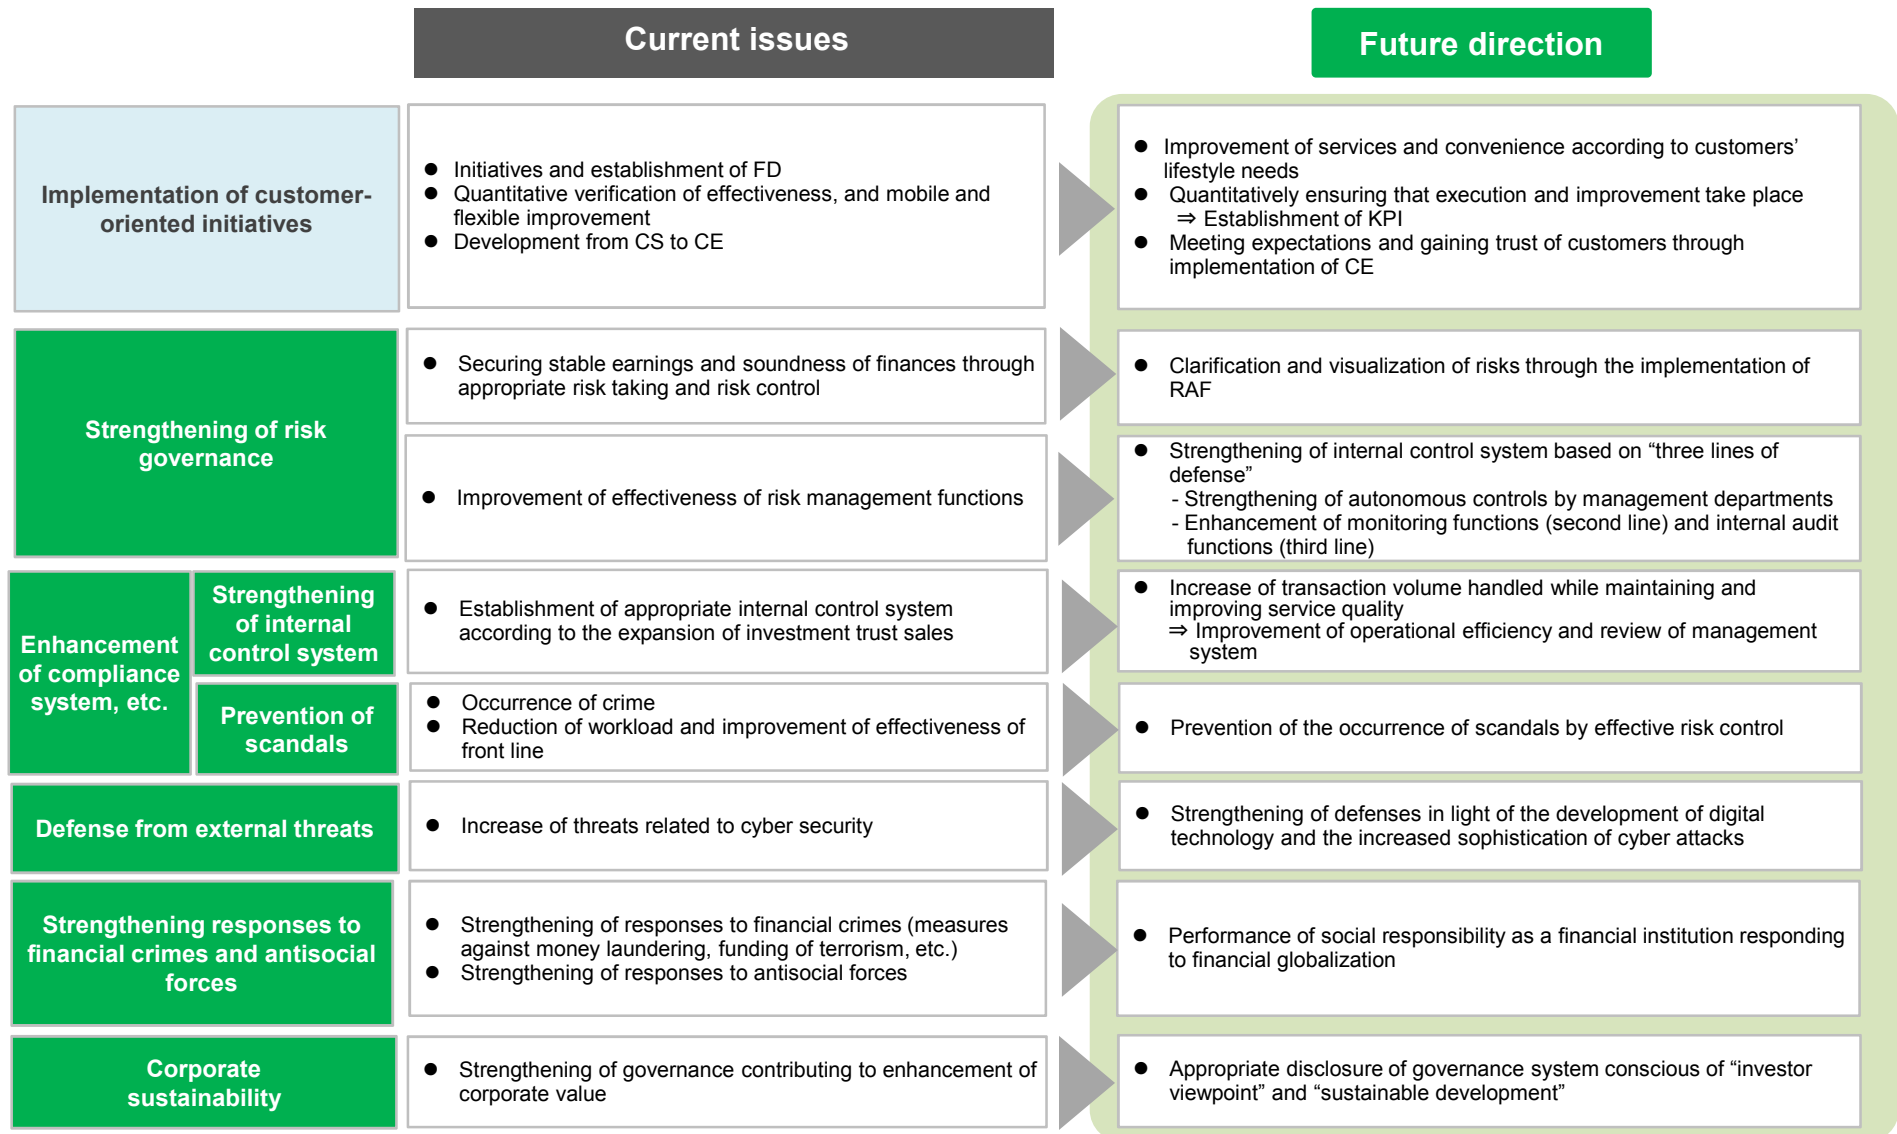 Current issues
Future direction
Implementation of customer-
oriented initiatives
● Initiatives and establishment of FD
● Quantitative verification of effectiveness, and mobile and
flexible improvement
● Development from CS to CE
● Improvement of services and convenience according to customers’
lifestyle needs
● Quantitatively ensuring that execution and improvement take place
⇒ Establishment of KPI
● Meeting expectations and gaining trust of customers through
implementation of CE
Strengthening of risk
governance
● Securing stable earnings and soundness of finances through
appropriate risk taking and risk control
● Clarification and visualization of risks through the implementation of
RAF
● Improvement of effectiveness of risk management functions
● Strengthening of internal control system based on “three lines of
defense”
- Strengthening of autonomous controls by management departments
- Enhancement of monitoring functions (second line) and internal audit
functions (third line)
Enhancement
of compliance
system, etc.
Strengthening
of internal
control system
● Establishment of appropriate internal control system
according to the expansion of investment trust sales
● Increase of transaction volume handled while maintaining and
improving service quality
⇒ Improvement of operational efficiency and review of management
system
Prevention of
scandals
● Occurrence of crime
● Reduction of workload and improvement of effectiveness of
front line
● Prevention of the occurrence of scandals by effective risk control
Defense from external threats
● Increase of threats related to cyber security
● Strengthening of defenses in light of the development of digital
technology and the increased sophistication of cyber attacks
Strengthening responses to
financial crimes and antisocial
forces
● Strengthening of responses to financial crimes (measures
against money laundering, funding of terrorism, etc.)
● Strengthening of responses to antisocial forces
● Performance of social responsibility as a financial institution responding
to financial globalization
Corporate
sustainability
● Strengthening of governance contributing to enhancement of
corporate value
● Appropriate disclosure of governance system conscious of “investor
viewpoint” and “sustainable development”